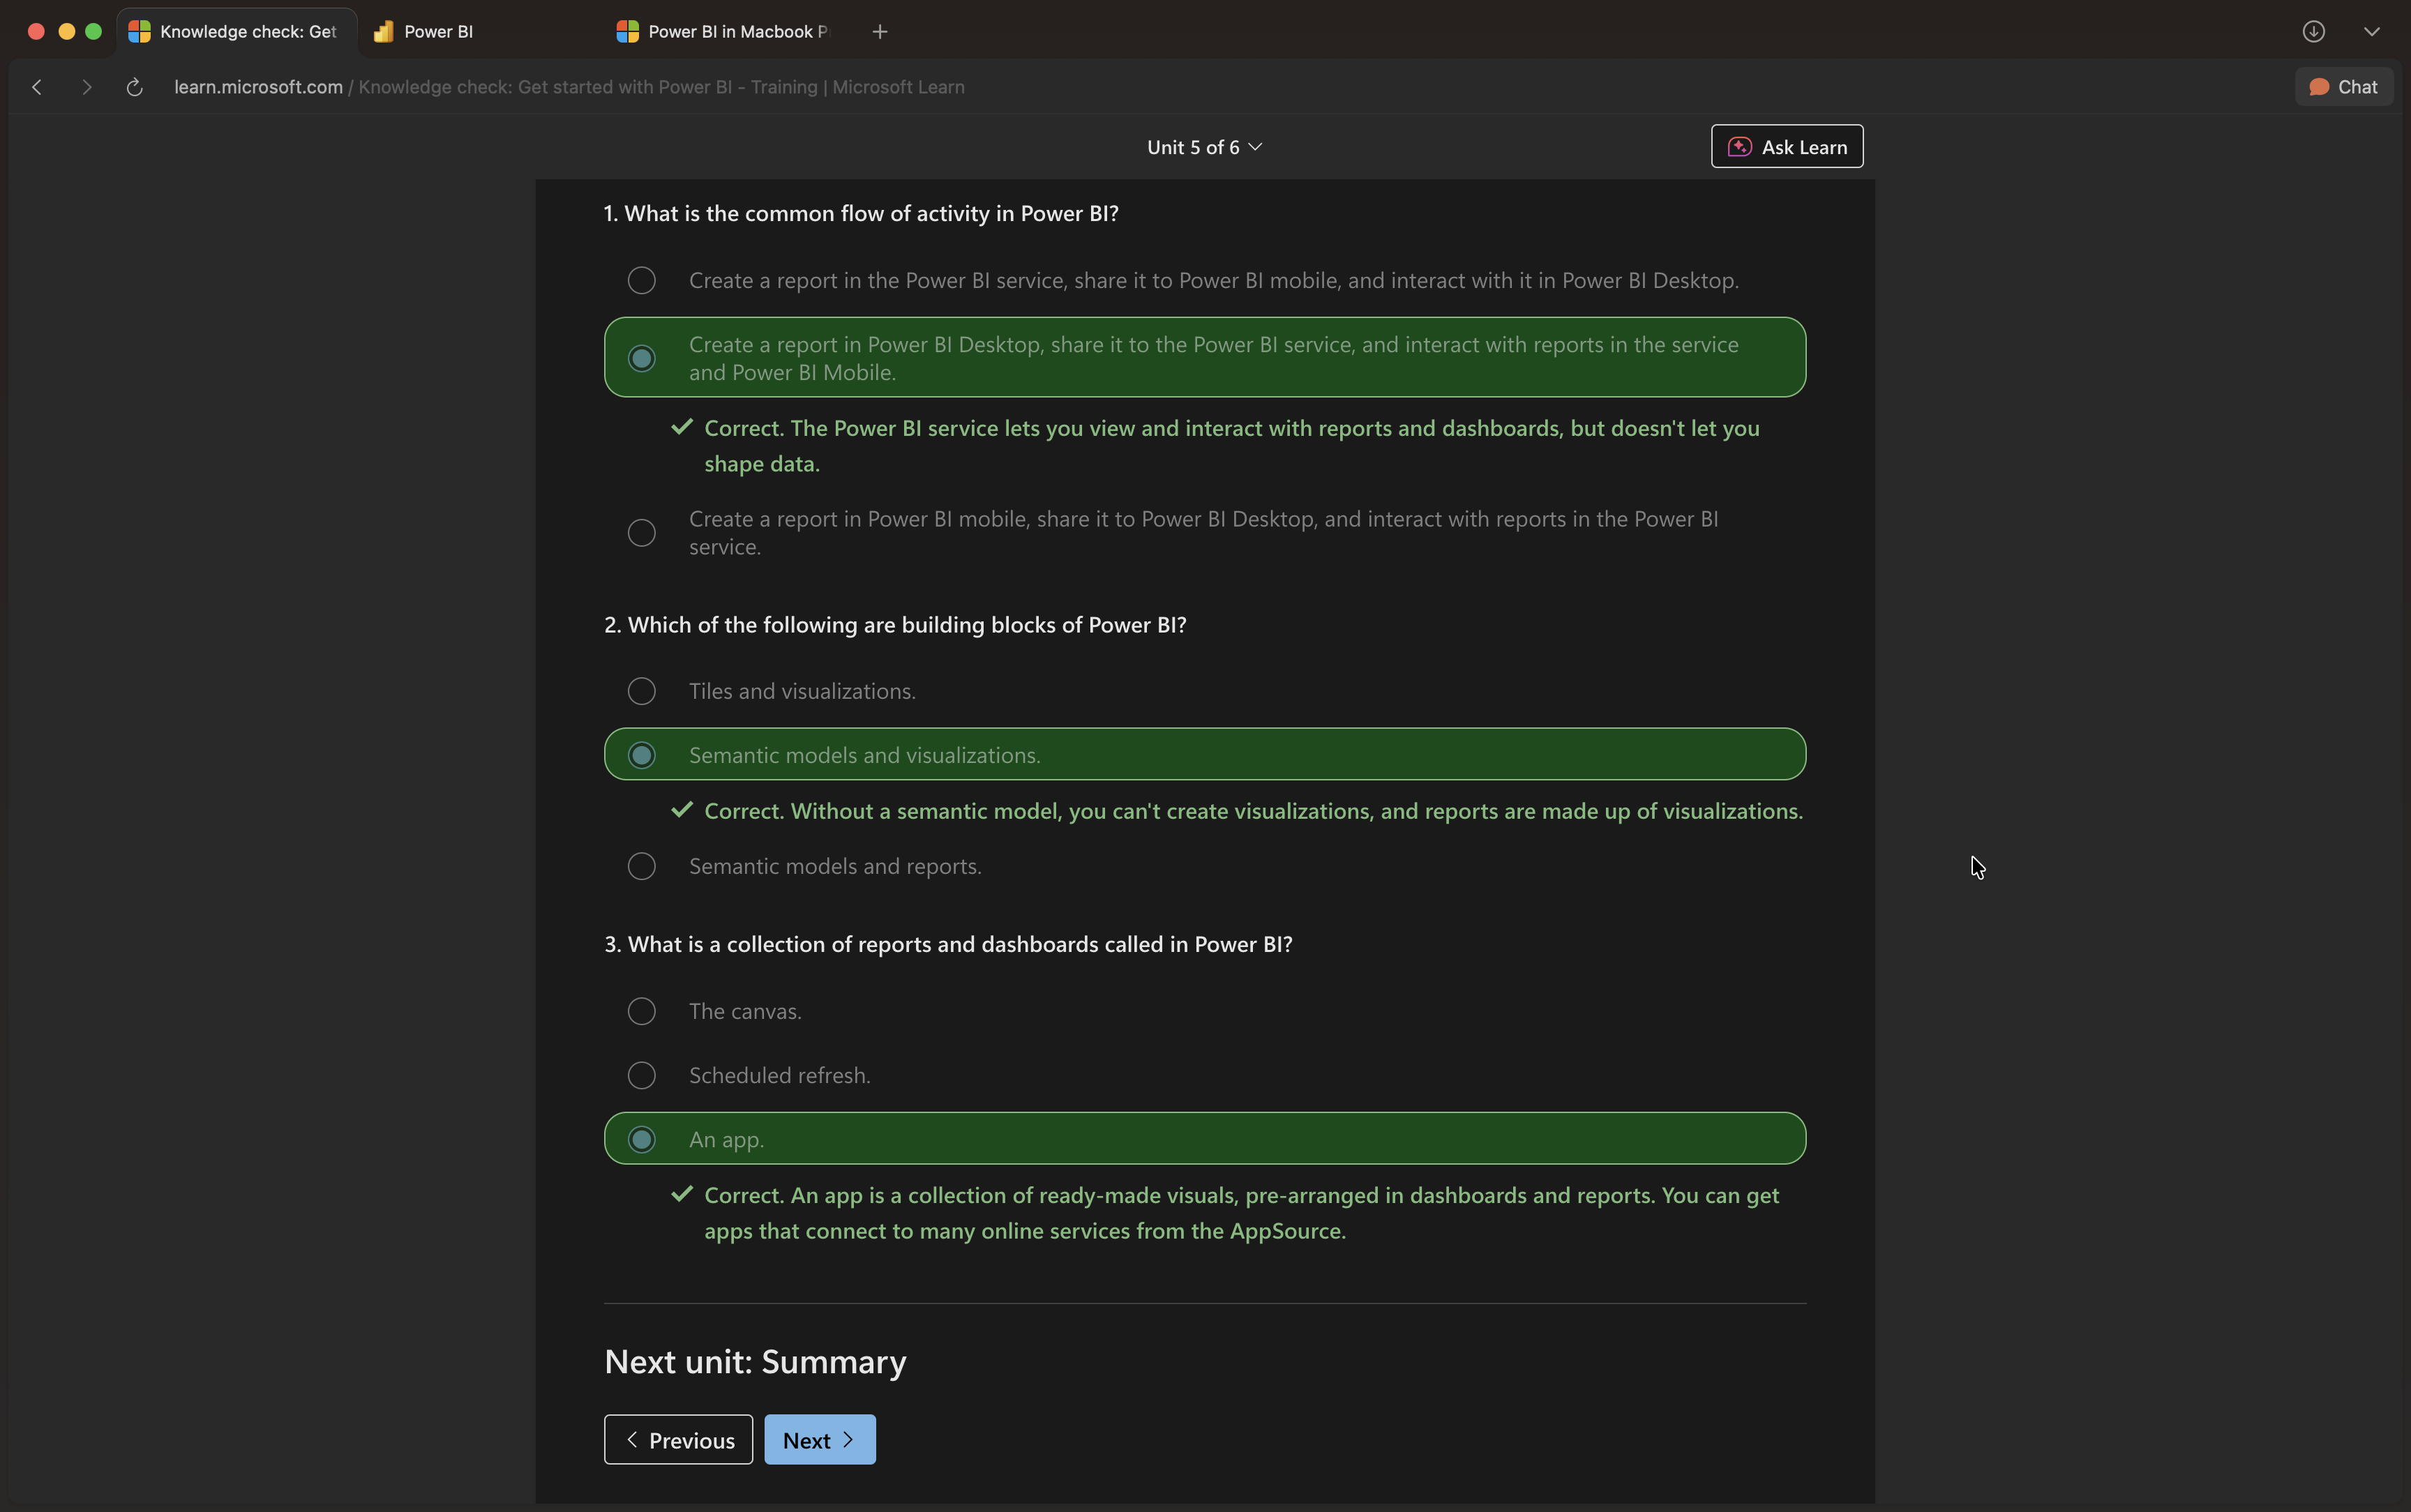 Knowledge check: Get
Power BI
Power BI in Macbook P
learn.microsoft.com / Knowledge check: Get started with Power BI - Training | Microsoft Learn
Chat
Unit 5 of 6
Ask Learn
1. What is the common flow of activity in Power BI?
Create a report in the Power BI service, share it to Power BI mobile, and interact with it in Power BI Desktop.
Create a report in Power BI Desktop, share it to the Power BI service, and interact with reports in the service
and Power BI Mobile.
Correct. The Power BI service lets you view and interact with reports and dashboards, but doesn't let you
shape data.
Create a report in Power BI mobile, share it to Power BI Desktop, and interact with reports in the Power BI
service.
2. Which of the following are building blocks of Power BI?
Tiles and visualizations.
Semantic models and visualizations.
Correct. Without a semantic model, you can't create visualizations, and reports are made up of visualizations.
Semantic models and reports.
3. What is a collection of reports and dashboards called in Power BI?
The canvas.
Scheduled refresh.
An app.
Correct. An app is a collection of ready-made visuals, pre-arranged in dashboards and reports. You can get
apps that connect to many online services from the AppSource.
Next unit: Summary
Previous
Next